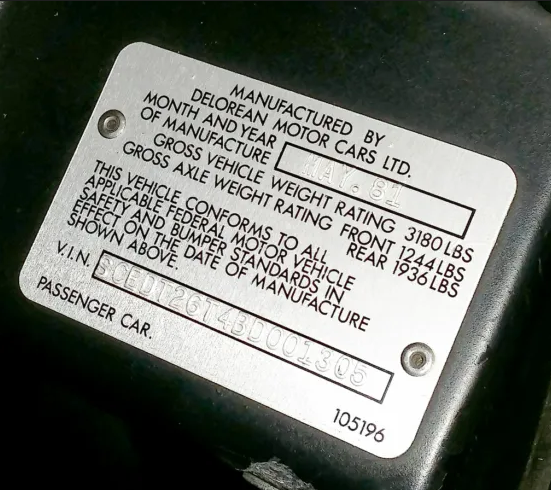 MANUFACTURED BY
DELOREAN MOTOR CARS LTD.
MONTH AND YEAR
OF MANUFACTURE MAY. 81
GROSS VEHICLE WEIGHT RATING 3180 LBS
GROSS AXLE WEIGHT RATING FRONT 1244 LBS
REAR 1936 LBS
THIS VEHICLE CONFORMS TO ALL
APPLICABLE FEDERAL MOTOR VEHICLE
SAFETY AND BUMPER STANDARDS IN
EFFECT ON THE DATE OF MANUFACTURE
SHOWN ABOVE.
V.I.N. SCEDT26T4BD001305
PASSENGER CAR.
105196